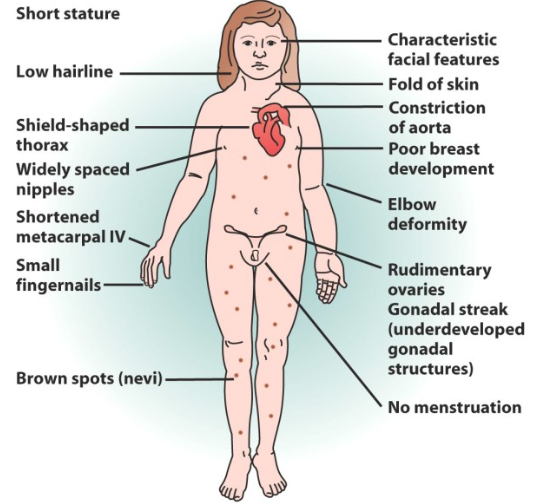 Short stature
Low hairline
Shield-shaped
thorax
Widely spaced
nipples
Shortened
metacarpal IV
Small
fingernails
Brown spots (nevi)
Characteristic
facial features
Fold of skin
Constriction
of aorta
Poor breast
development
Elbow
deformity
Rudimentary
ovaries
Gonadal streak
(underdeveloped
gonadal
structures)
No menstruation